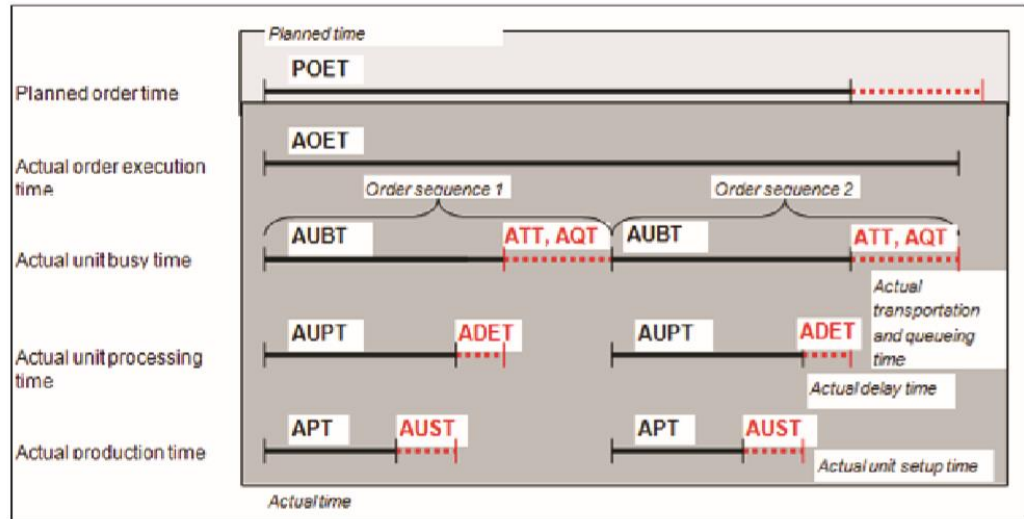 Planned time
POET
Planned order time
AOET
Actual order execution
time
Order sequence 1
Order sequence 2
AUBT
ATT, AQT
AUBT
ATT, AQT
Actual unit busy time
Actual
transportation
and queueing
time
AUPT
ADET
AUPT
ADET
Actual unit processing
time
Actual delay time
APT
AUST
APT
AUST
Actual production time
Actual unit setup time
Actual time